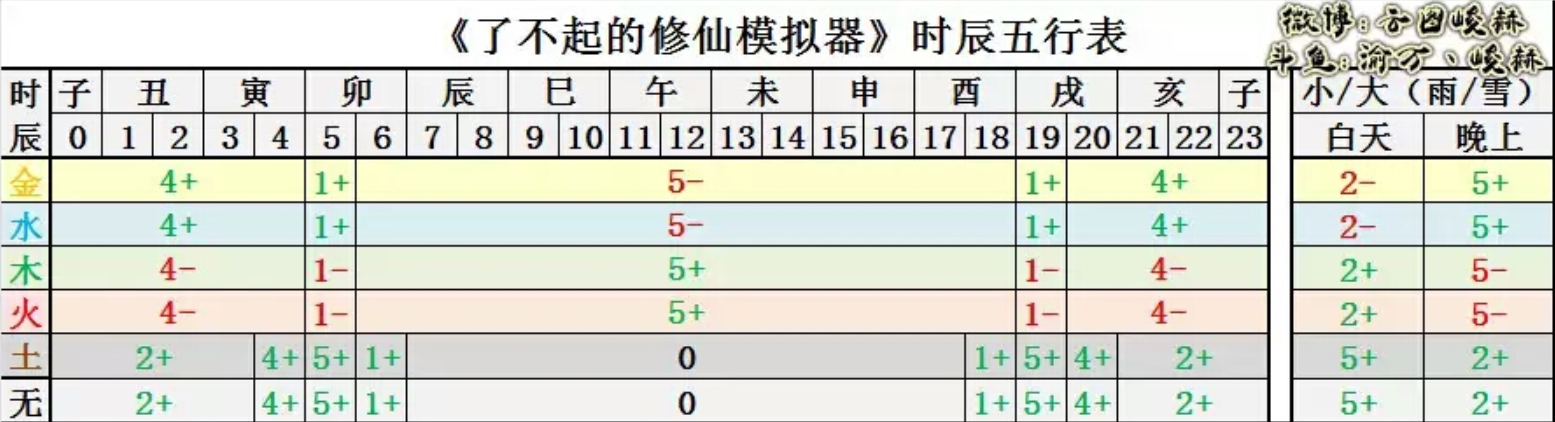 《了不起的修仙模拟器》时辰五行表
微博:云图峻赫
斗鱼:渝万丶峻赫
时辰 子 丑 寅 卯 辰 巳 午 未 申 酉 戌 亥 子 小/大（雨/雪）
0 1 2 3 4 5 6 7 8 9 10 11 12 13 14 15 16 17 18 19 20 21 22 23 白天 晚上
金 4+ 1+ 5- 1+ 4+ 2- 5+
水 4+ 1+ 5- 1+ 4+ 2- 5+
木 4- 1- 5+ 1- 4- 2+ 5-
火 4- 1- 5+ 1- 4- 2+ 5-
土 2+ 4+ 5+ 1+ 0 1+ 5+ 4+ 2+ 5+ 2+
无 2+ 4+ 5+ 1+ 0 1+ 5+ 4+ 2+ 5+ 2+